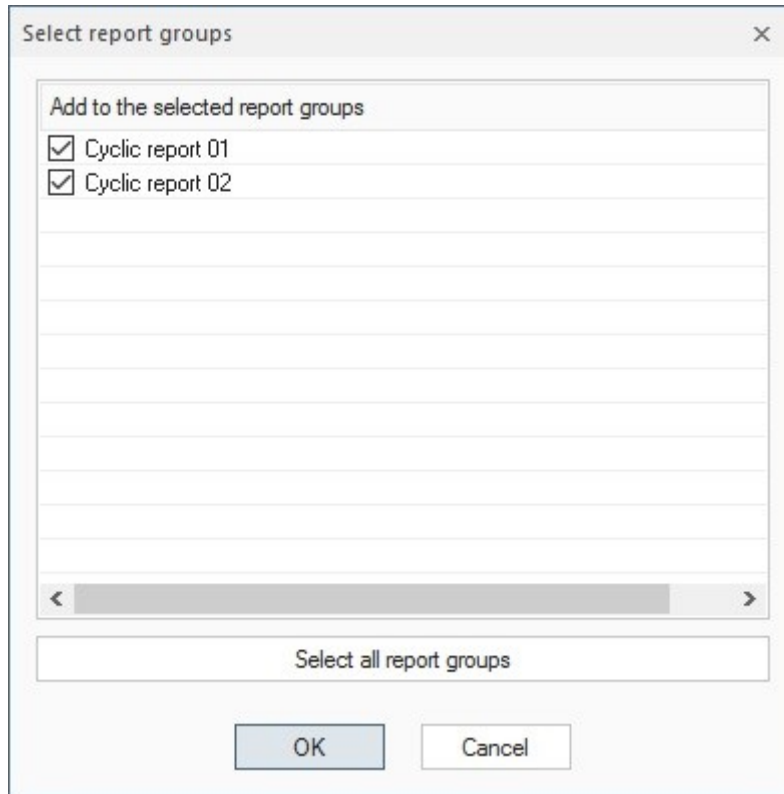 Select report groups
Add to the selected report groups
Cyclic report 01
Cyclic report 02
Select all report groups
OK
Cancel